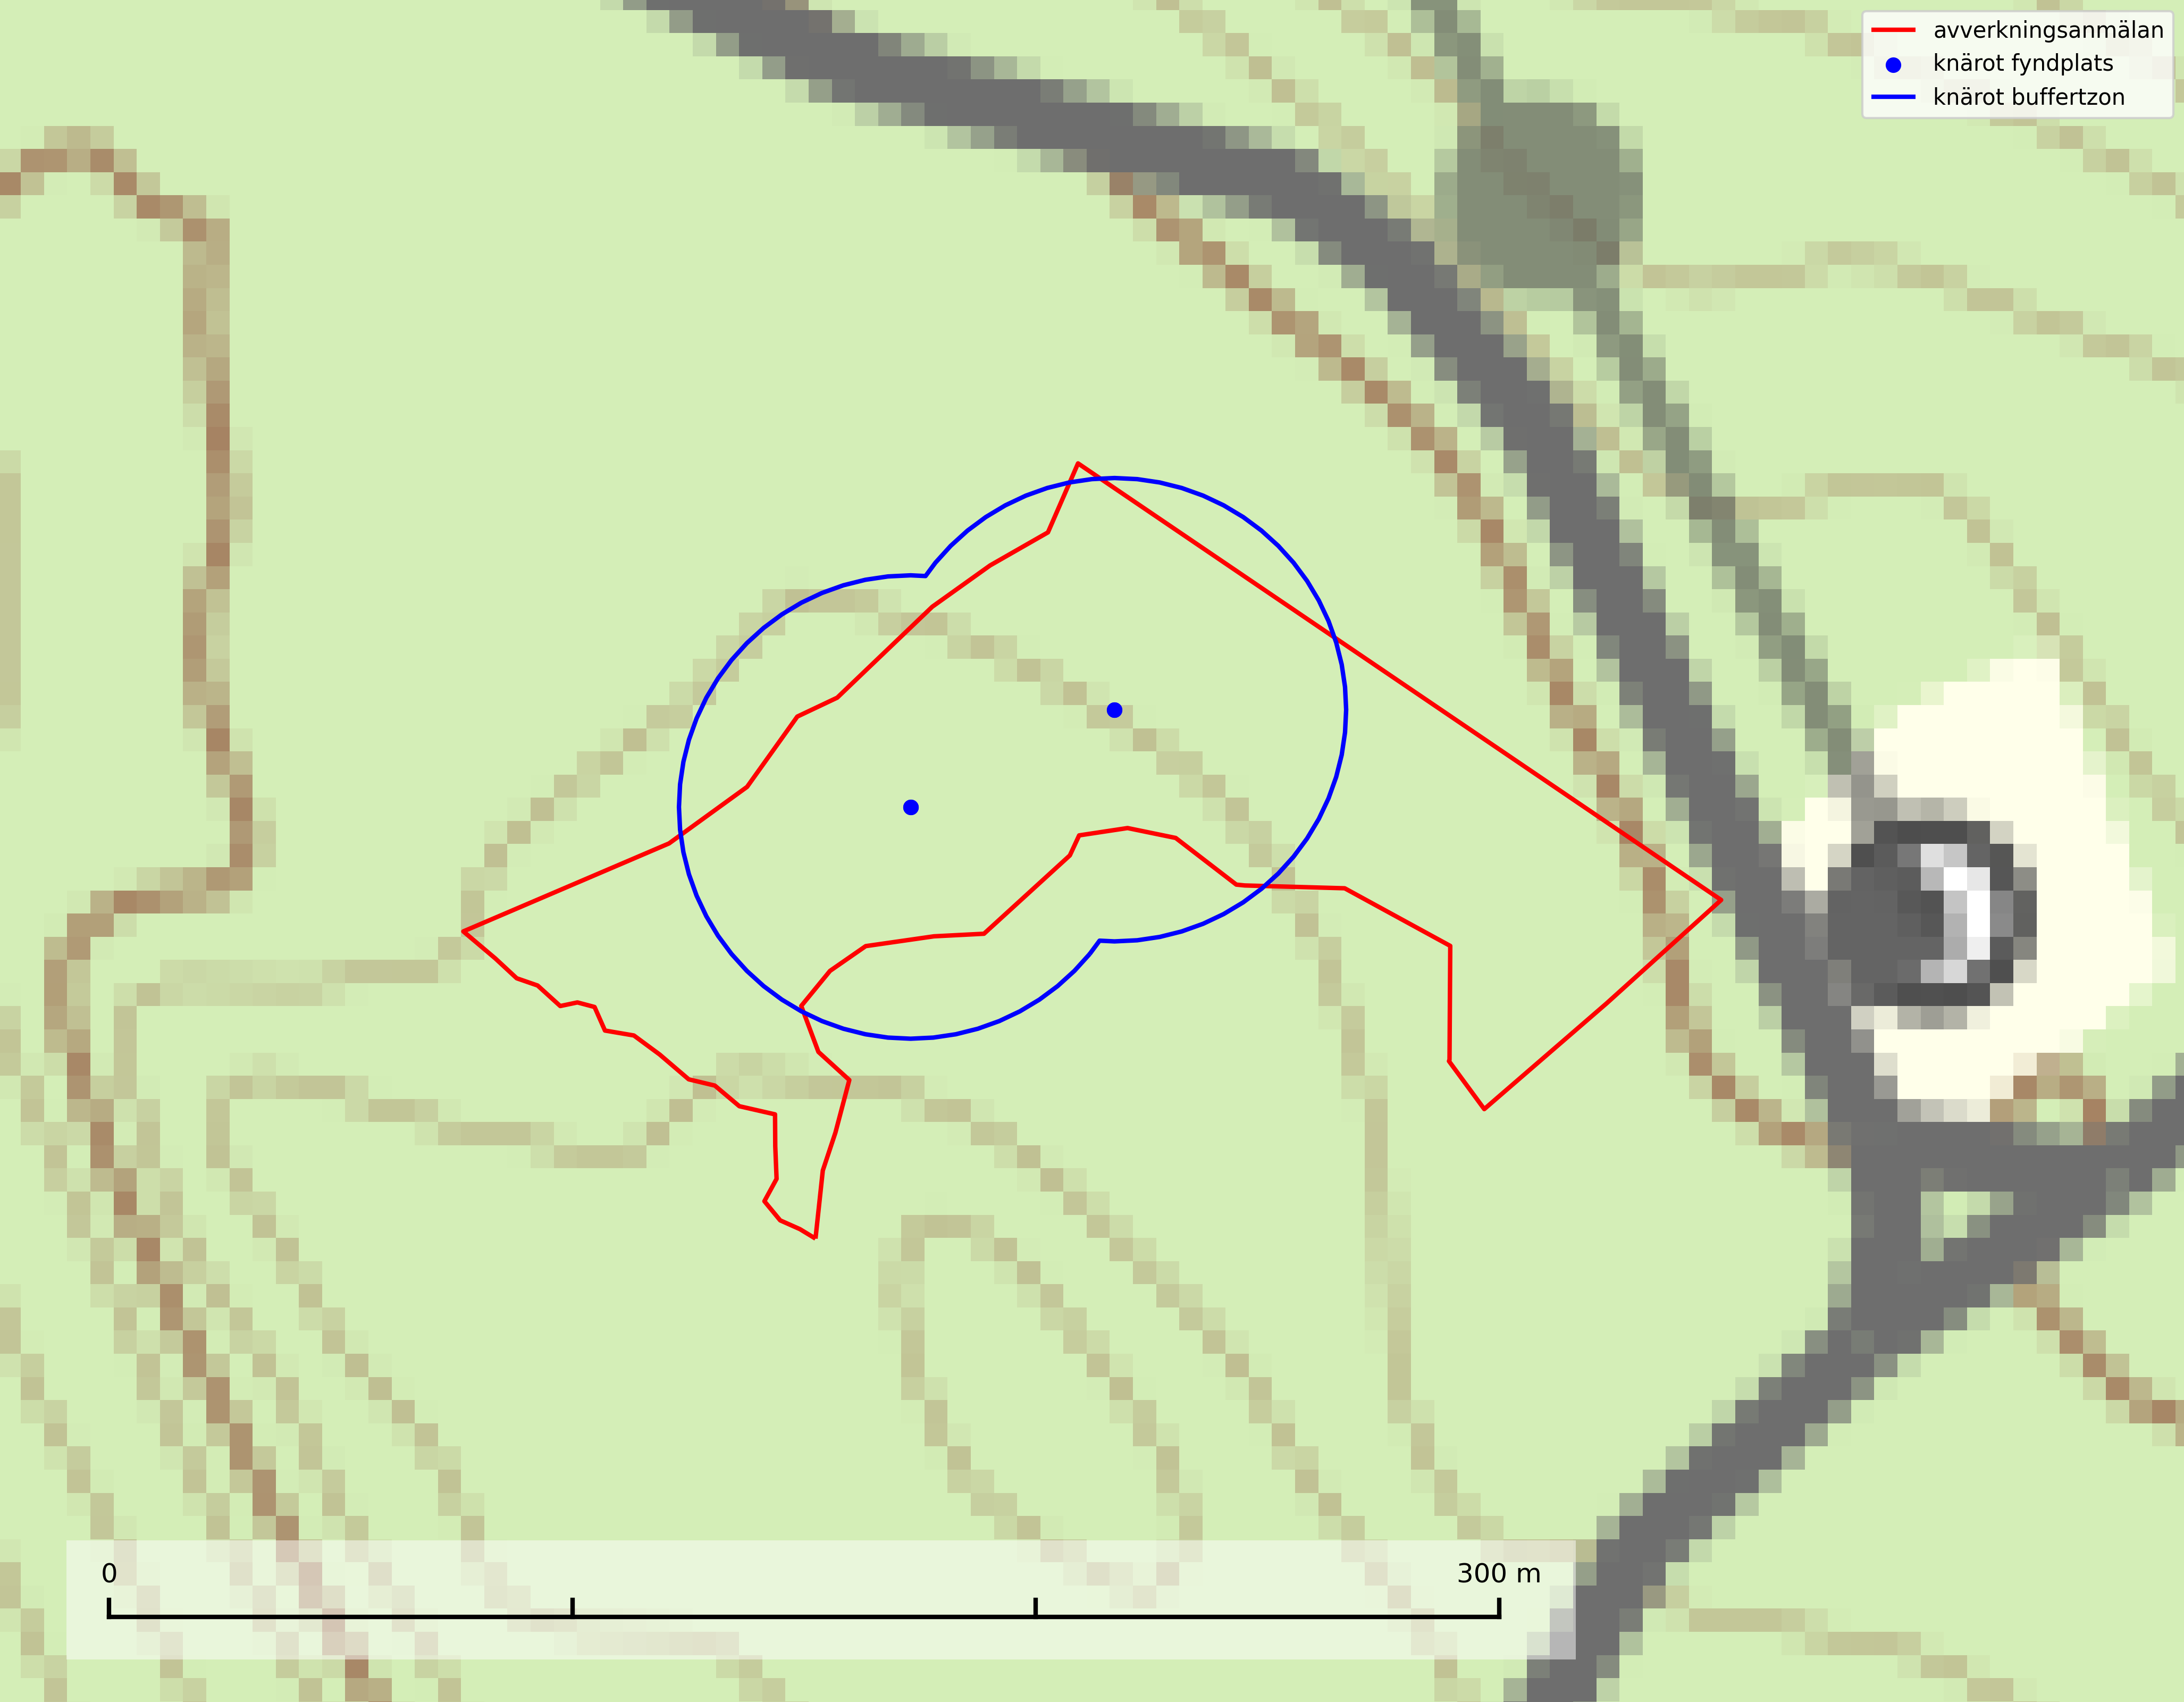 avverkningsanmälan
knärot fyndplats
knärot buffertzon
0 300 m